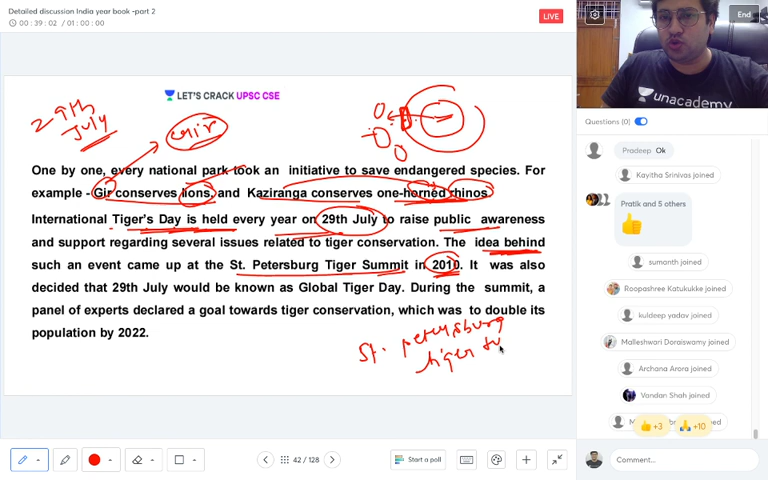 Detailed discussion India year book -part 2
00 : 39 : 02 / 01 : 00 : 00
LIVE
End
LET'S CRACK UPSC CSE
29th
July
Gir
unacademy
One by one, every national park took an initiative to save endangered species. For
example - Gir conserves lions, and Kaziranga conserves one-horned rhinos.
International Tiger's Day is held every year on 29th July to raise public awareness
and support regarding several issues related to tiger conservation. The idea behind
such an event came up at the St. Petersburg Tiger Summit in 2010. It was also
decided that 29th July would be known as Global Tiger Day. During the summit, a
panel of experts declared a goal towards tiger conservation, which was to double its
population by 2022.
St. petersburg
tiger su
Questions (0)
Pradeep Ok
Kayitha Srinivas joined
Pratik and 5 others
sumanth joined
Roopashree Katukukke joined
kuldeep yadav joined
Malleshwari Doraiswamy joined
Archana Arora joined
Vandan Shah joined
+3
+10
42 / 128
Start a poll
Comment...